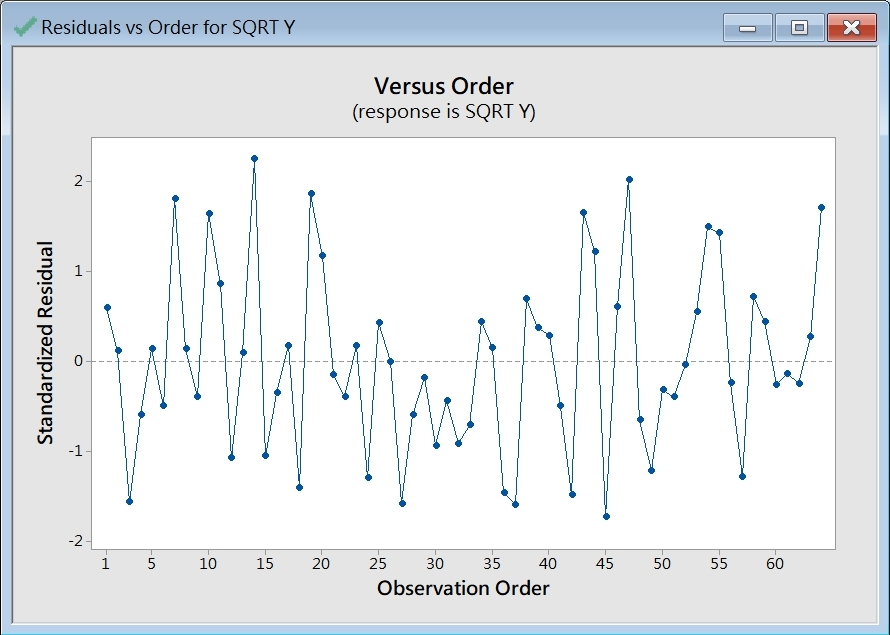 Residuals vs Order for SQRT Y
Versus Order
(response is SQRT Y)
Standardized Residual
2
1
0
-1
-2
1 5 10 15 20 25 30 35 40 45 50 55 60
Observation Order